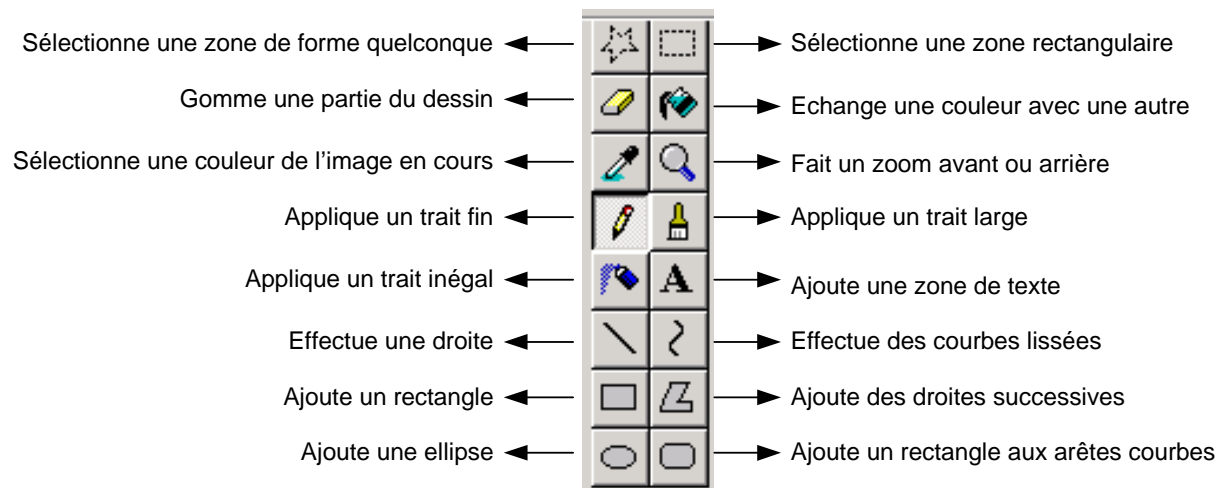 Sélectionne une zone de forme quelconque
Sélectionne une zone rectangulaire
Gomme une partie du dessin
Echange une couleur avec une autre
Sélectionne une couleur de l'image en cours
Fait un zoom avant ou arrière
Applique un trait fin
Applique un trait large
Applique un trait inégal
A
Ajoute une zone de texte
Effectue une droite
Effectue des courbes lissées
Ajoute un rectangle
Ajoute des droites successives
Ajoute une ellipse
Ajoute un rectangle aux arêtes courbes